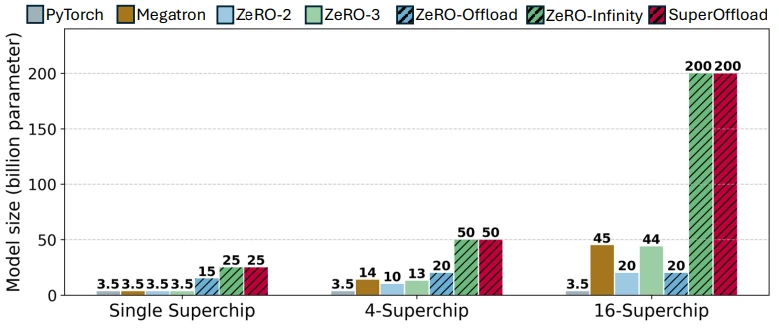 PyTorch Megatron ZeRO-2 ZeRO-3 ZeRO-Offload ZeRO-Infinity SuperOffload
Model size (billion parameter)
200
150
100
50
0
3.5 3.5 3.5 3.5 15 25 25
3.5 14 10 13 20 50 50
3.5 45 20 44 20 200 200
Single Superchip 4-Superchip 16-Superchip